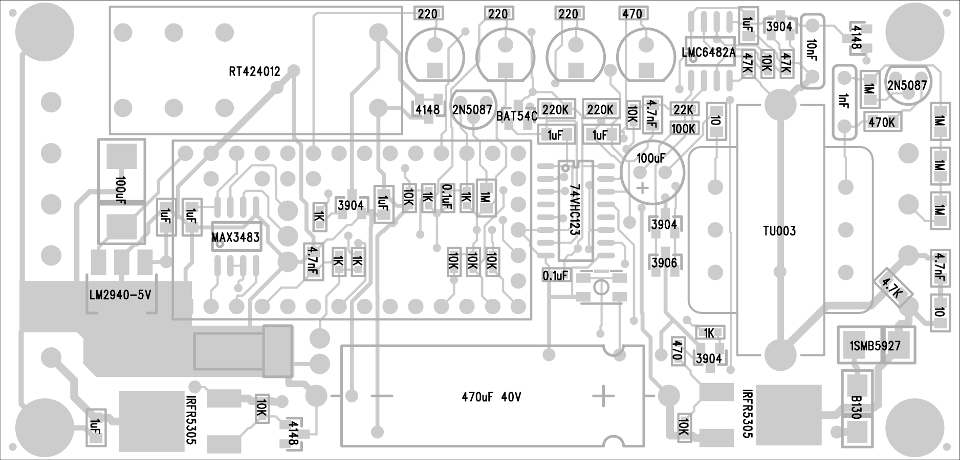 220
220
220
470
1uF
3904
LMC6482A
10nF
4148
47K
10K
47K
RT424012
4148
2N5087
BAT54C
220K
220K
10K
4.7nF
22K
100K
10
1nF
1M
2N5087
470K
1M
1uF
1uF
100uF
+
1M
100uF
1uF
1uF
MAX3483
1K
3904
1uF
10K
1K
0.1uF
1K
1M
74VHC123
3904
TU003
1M
4.7nF
1K
1K
10K
10K
10K
0.1uF
3906
4.7nF
4.7K
10
LM2940-5V
1K
470
3904
1SMB5927
470uF 40V
1uF
IRFR5305
10K
4148
10K
IRFR5305
B130